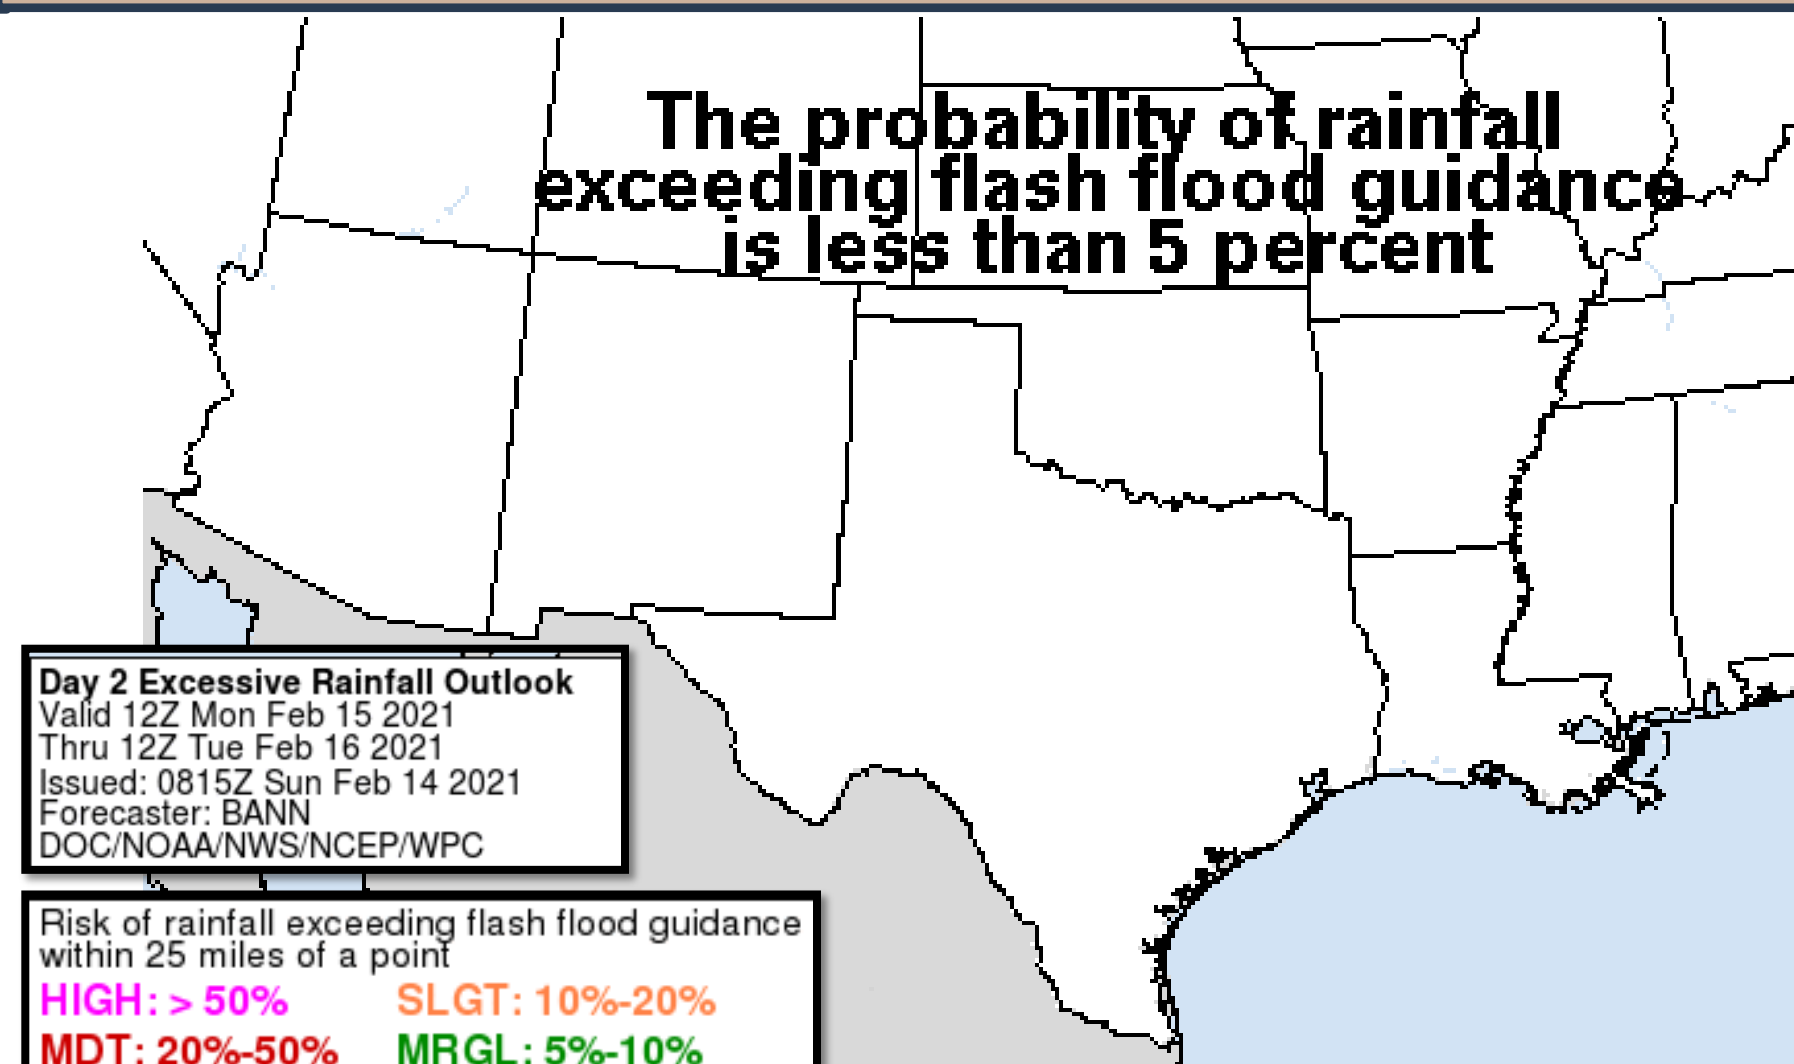 The probability of rainfall
exceeding flash flood guidance
is less than 5 percent
Day 2 Excessive Rainfall Outlook
Valid 12Z Mon Feb 15 2021
Thru 12Z Tue Feb 16 2021
Issued: 0815Z Sun Feb 14 2021
Forecaster: BANN
DOC/NOAA/NWS/NCEP/WPC
Risk of rainfall exceeding flash flood guidance
within 25 miles of a point
HIGH: > 50% SLGT: 10%-20%
MDT: 20%-50% MRGL: 5%-10%